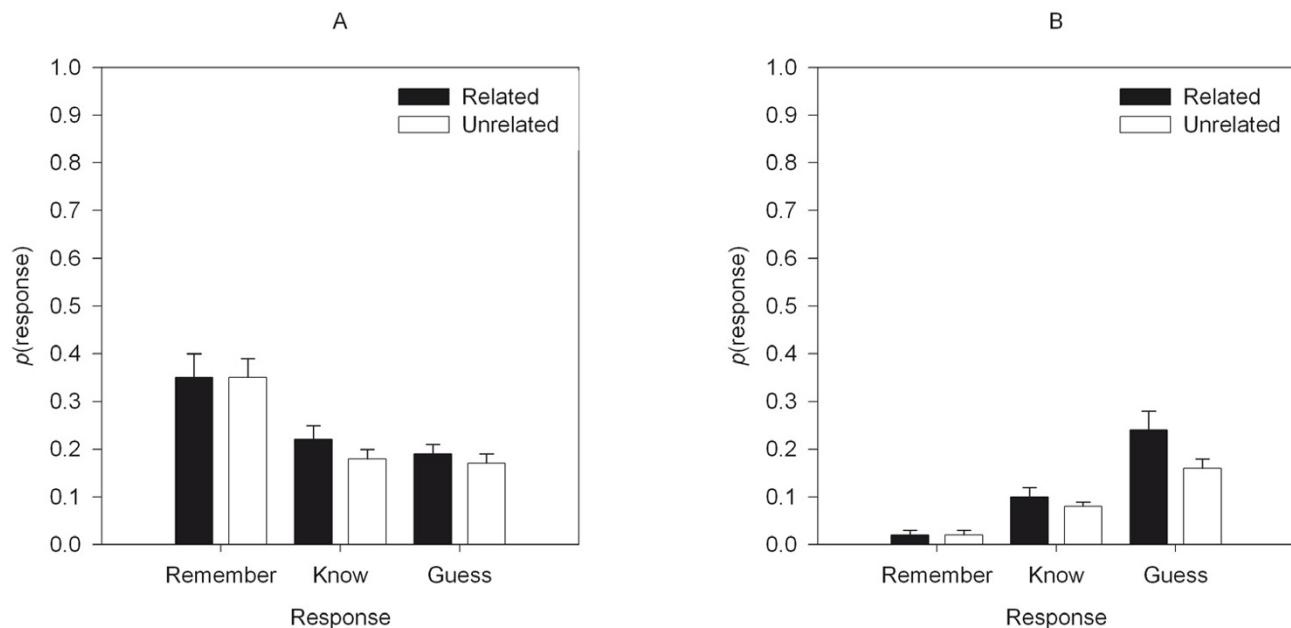 A
1.0
0.9
0.8
0.7
0.6
0.5
0.4
0.3
0.2
0.1
0.0
p(response)
Related
Unrelated
Remember Know Guess
Response
B
1.0
0.9
0.8
0.7
0.6
0.5
0.4
0.3
0.2
0.1
0.0
p(response)
Related
Unrelated
Remember Know Guess
Response